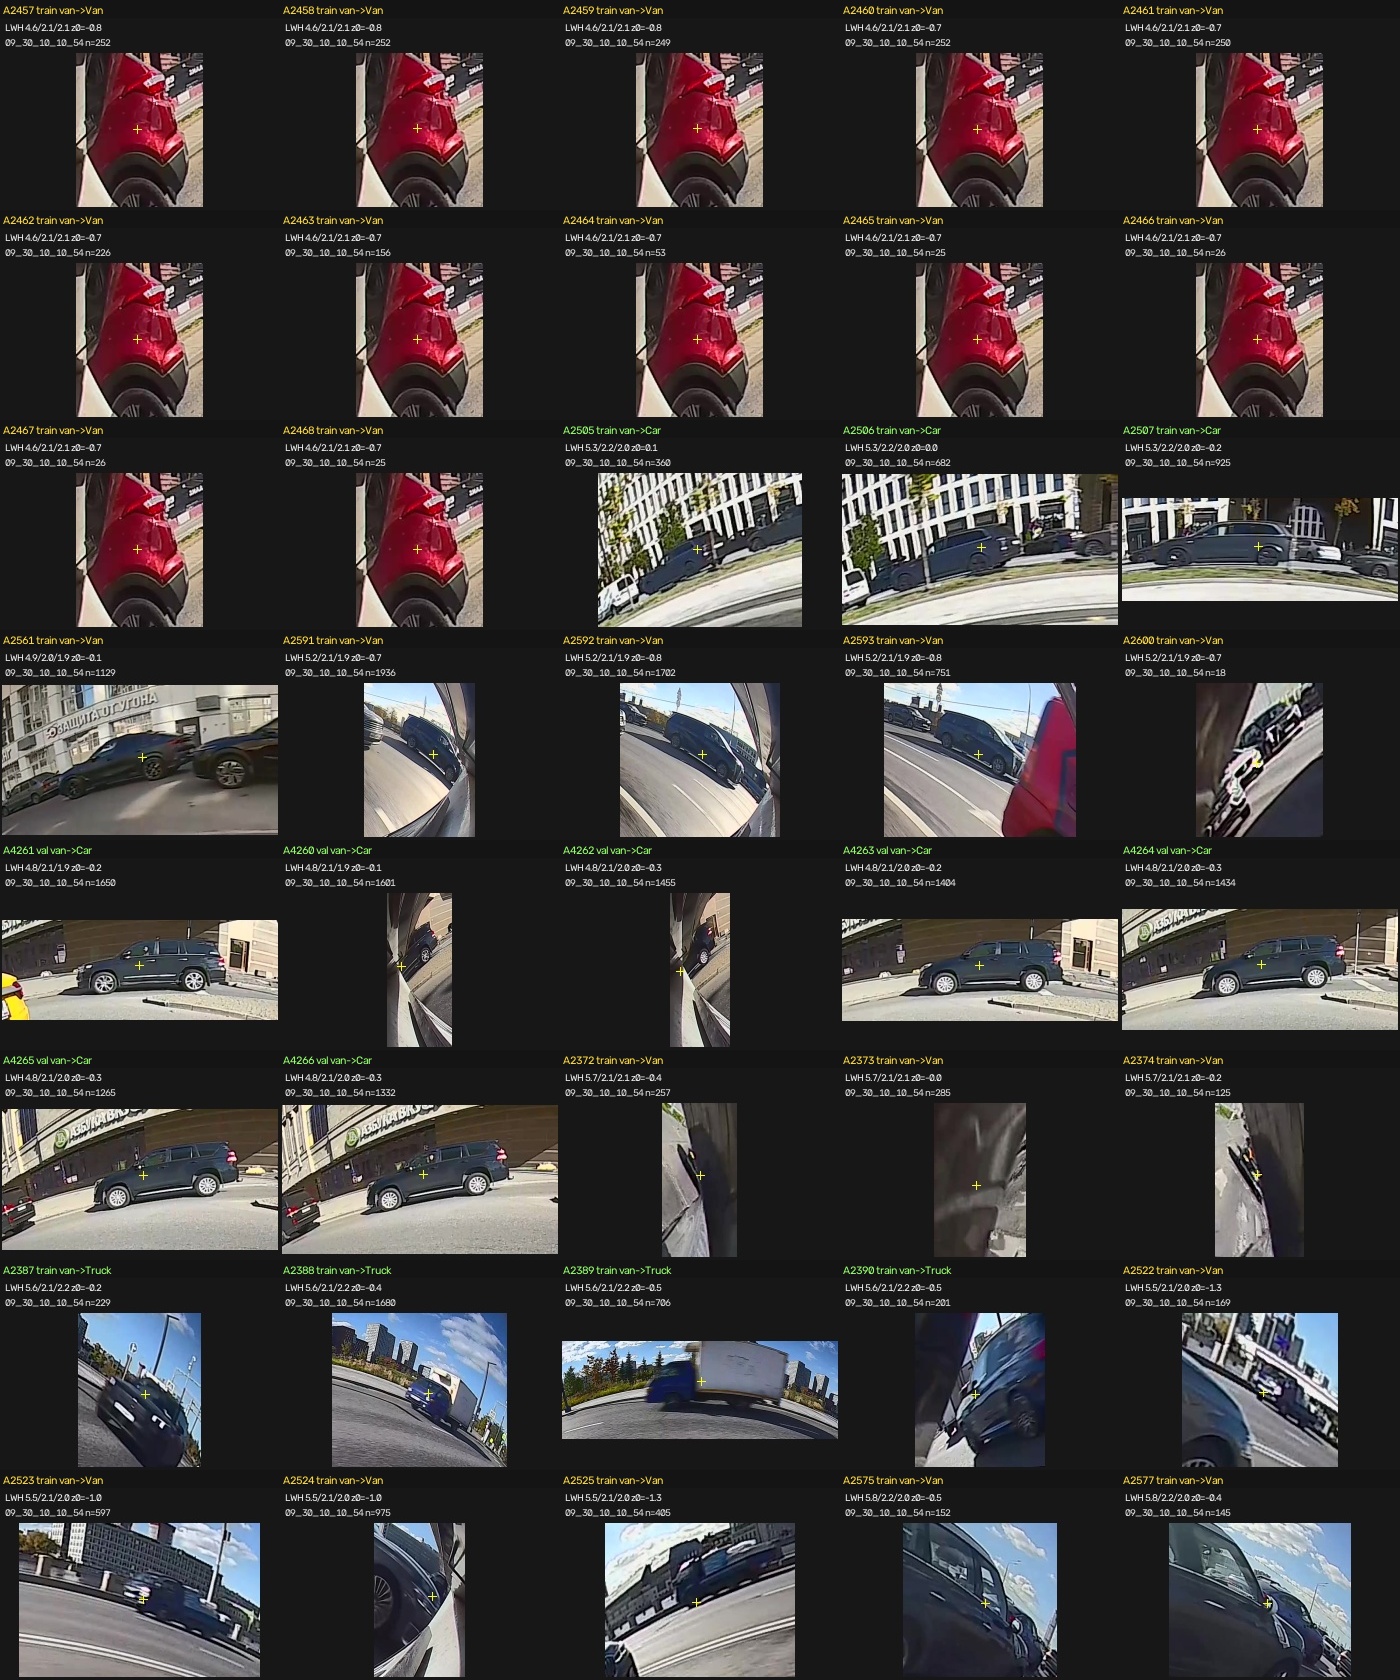 A2457 train van->Van
LWH 4.6/2.1/2.1 z0=-0.8
09_30_10_10_54 n=252
A2458 train van->Van
LWH 4.6/2.1/2.1 z0=-0.8
09_30_10_10_54 n=252
A2459 train van->Van
LWH 4.6/2.1/2.1 z0=-0.8
09_30_10_10_54 n=249
A2460 train van->Van
LWH 4.6/2.1/2.1 z0=-0.7
09_30_10_10_54 n=252
A2461 train van->Van
LWH 4.6/2.1/2.1 z0=-0.7
09_30_10_10_54 n=250
A2462 train van->Van
LWH 4.6/2.1/2.1 z0=-0.7
09_30_10_10_54 n=226
A2463 train van->Van
LWH 4.6/2.1/2.1 z0=-0.7
09_30_10_10_54 n=156
A2464 train van->Van
LWH 4.6/2.1/2.1 z0=-0.7
09_30_10_10_54 n=53
A2465 train van->Van
LWH 4.6/2.1/2.1 z0=-0.7
09_30_10_10_54 n=25
A2466 train van->Van
LWH 4.6/2.1/2.1 z0=-0.7
09_30_10_10_54 n=26
A2467 train van->Van
LWH 4.6/2.1/2.1 z0=-0.7
09_30_10_10_54 n=26
A2468 train van->Van
LWH 4.6/2.1/2.1 z0=-0.7
09_30_10_10_54 n=25
A2505 train van->Car
LWH 5.3/2.2/2.0 z0=0.1
09_30_10_10_54 n=360
A2506 train van->Car
LWH 5.3/2.2/2.0 z0=0.0
09_30_10_10_54 n=682
A2507 train van->Car
LWH 5.3/2.2/2.0 z0=-0.2
09_30_10_10_54 n=925
A2561 train van->Van
LWH 4.9/2.0/1.9 z0=-0.1
09_30_10_10_54 n=1129
ЗАЩИТА ОТ УГОНА
A2591 train van->Van
LWH 5.2/2.1/1.9 z0=-0.7
09_30_10_10_54 n=1936
A2592 train van->Van
LWH 5.2/2.1/1.9 z0=-0.8
09_30_10_10_54 n=1702
A2593 train van->Van
LWH 5.2/2.1/1.9 z0=-0.8
09_30_10_10_54 n=751
A2600 train van->Van
LWH 5.2/2.1/1.9 z0=-0.7
09_30_10_10_54 n=18
A4261 val van->Car
LWH 4.8/2.1/1.9 z0=-0.2
09_30_10_10_54 n=1650
A4260 val van->Car
LWH 4.8/2.1/1.9 z0=-0.1
09_30_10_10_54 n=1601
A4262 val van->Car
LWH 4.8/2.1/2.0 z0=-0.3
09_30_10_10_54 n=1455
A4263 val van->Car
LWH 4.8/2.1/2.0 z0=-0.2
09_30_10_10_54 n=1404
A4264 val van->Car
LWH 4.8/2.1/2.0 z0=-0.3
09_30_10_10_54 n=1434
A4265 val van->Car
LWH 4.8/2.1/2.0 z0=-0.3
09_30_10_10_54 n=1265
A4266 val van->Car
LWH 4.8/2.1/2.0 z0=-0.3
09_30_10_10_54 n=1332
A2372 train van->Van
LWH 5.7/2.1/2.1 z0=-0.4
09_30_10_10_54 n=257
A2373 train van->Van
LWH 5.7/2.1/2.1 z0=-0.0
09_30_10_10_54 n=285
A2374 train van->Van
LWH 5.7/2.1/2.1 z0=-0.2
09_30_10_10_54 n=125
A2387 train van->Truck
LWH 5.6/2.1/2.2 z0=-0.2
09_30_10_10_54 n=229
A2388 train van->Truck
LWH 5.6/2.1/2.2 z0=-0.4
09_30_10_10_54 n=1680
A2389 train van->Truck
LWH 5.6/2.1/2.2 z0=-0.5
09_30_10_10_54 n=706
A2390 train van->Truck
LWH 5.6/2.1/2.2 z0=-0.5
09_30_10_10_54 n=201
A2522 train van->Van
LWH 5.5/2.1/2.0 z0=-1.3
09_30_10_10_54 n=169
A2523 train van->Van
LWH 5.5/2.1/2.0 z0=-1.0
09_30_10_10_54 n=597
A2524 train van->Van
LWH 5.5/2.1/2.0 z0=-1.0
09_30_10_10_54 n=975
A2525 train van->Van
LWH 5.5/2.1/2.0 z0=-1.3
09_30_10_10_54 n=405
A2575 train van->Van
LWH 5.8/2.2/2.0 z0=-0.5
09_30_10_10_54 n=152
A2577 train van->Van
LWH 5.8/2.2/2.0 z0=-0.4
09_30_10_10_54 n=145